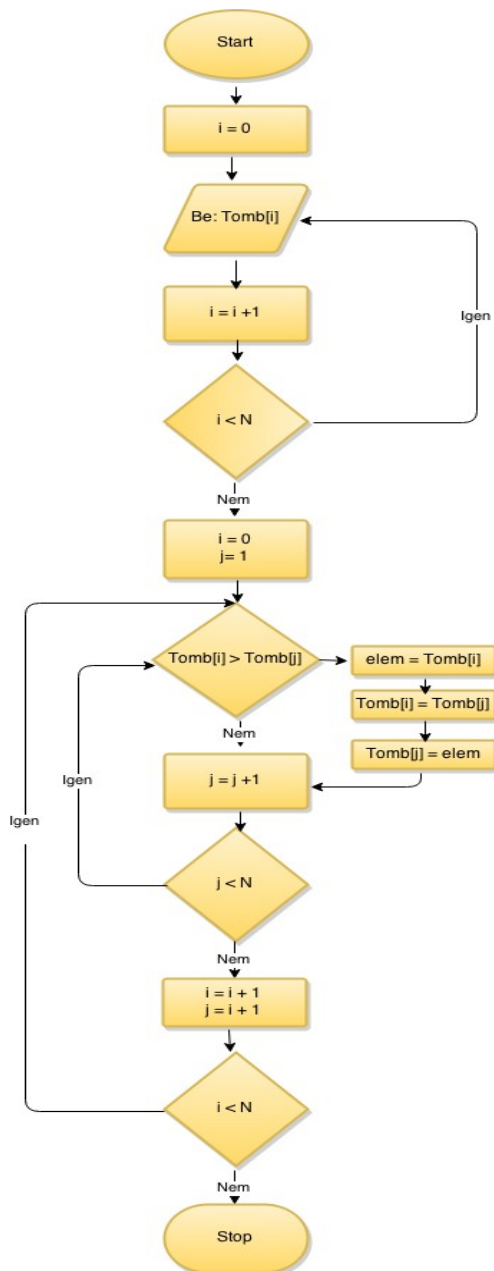 Start
i = 0
Be: Tomb[i]
i = i +1
Igen
i < N
Nem
i = 0
j= 1
Tomb[i] > Tomb[j]
elem = Tomb[i]
Tomb[i] = Tomb[j]
Tomb[j] = elem
Nem
j = j +1
Igen
Igen
j < N
Nem
i = i + 1
j = i + 1
i < N
Nem
Stop